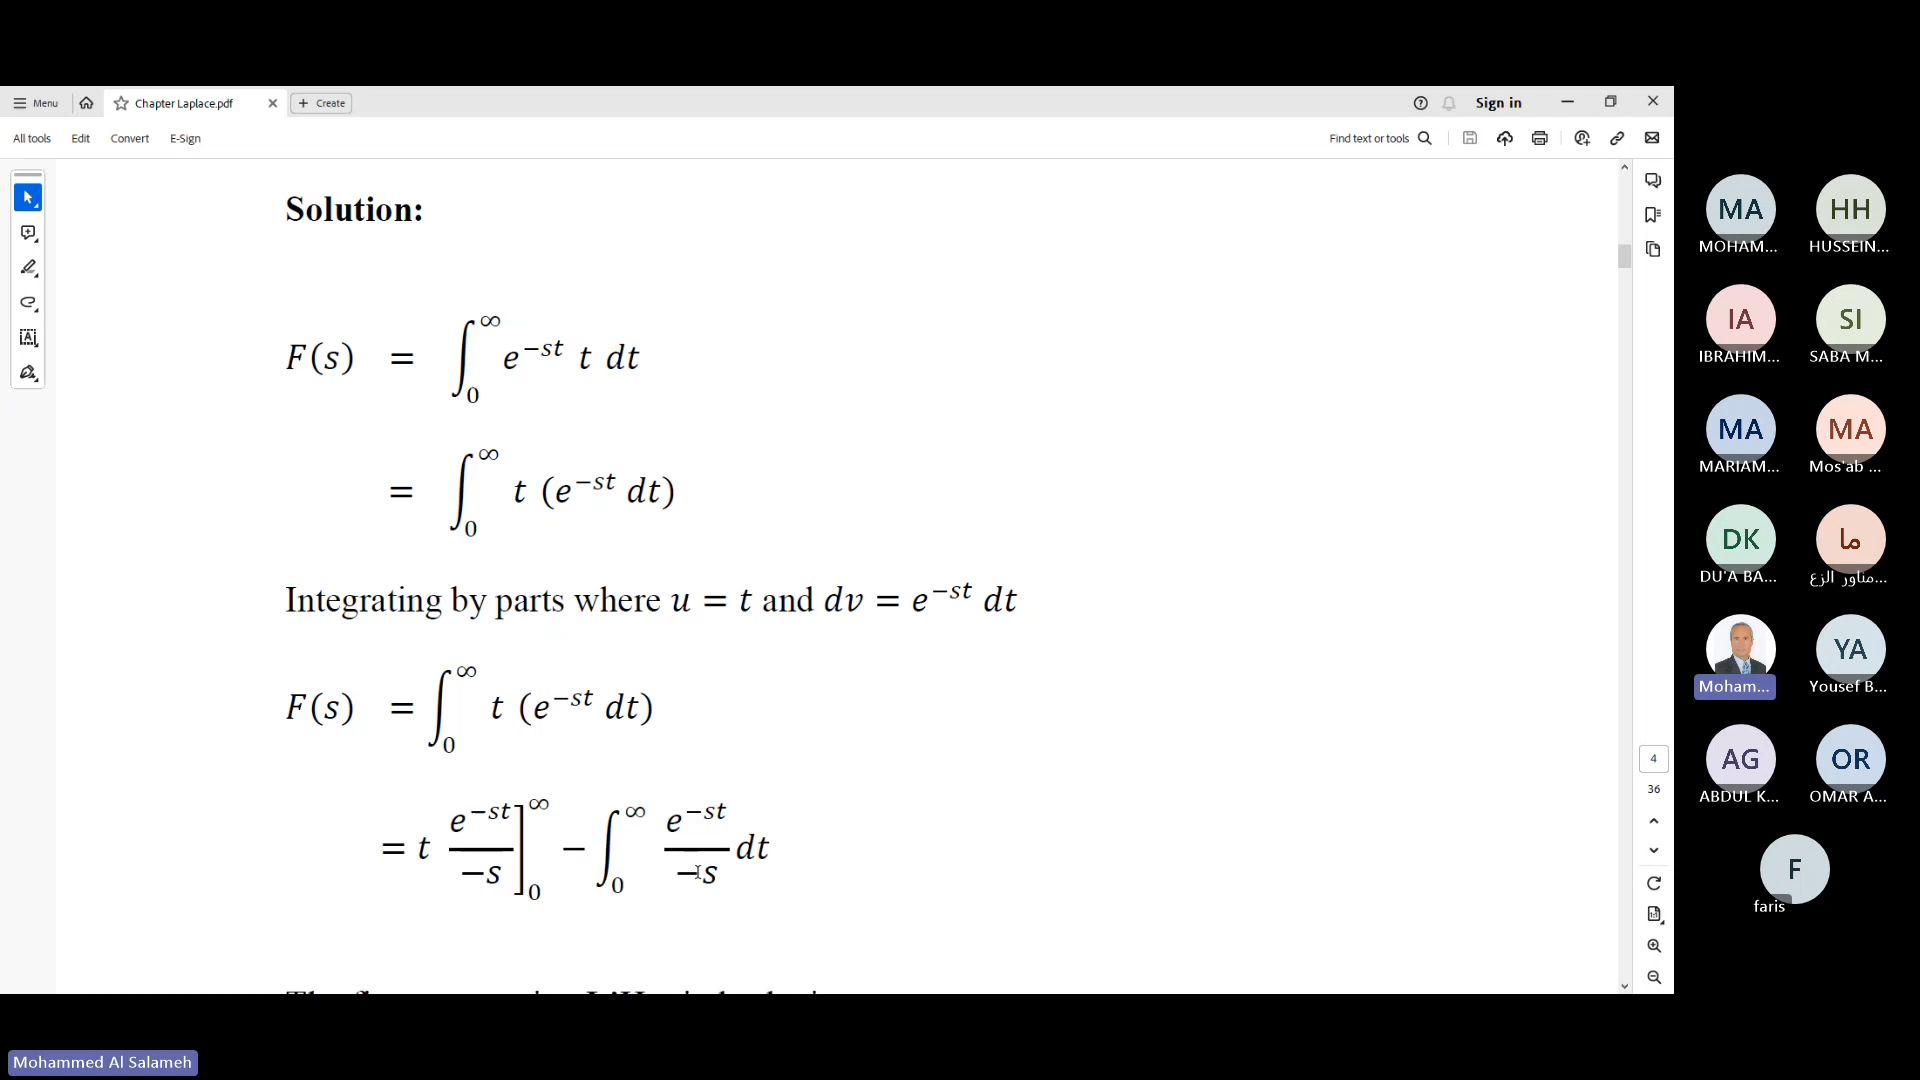 Menu
Chapter Laplace.pdf
Create
Sign in
All tools
Edit
Convert
E-Sign
Find text or tools
Solution:
F(s) = ∫₀^∞ e^{−st} t dt
= ∫₀^∞ t (e^{−st} dt)
Integrating by parts where u = t and dv = e^{−st} dt
F(s) = ∫₀^∞ t (e^{−st} dt)
= t e^{−st}/−s ]₀^∞ − ∫₀^∞ e^{−st}/−s dt
4
36
MA
MOHAM...
HH
HUSSEIN...
IA
IBRAHIM...
SI
SABA M...
MA
MARIAM...
MA
Mos'ab ...
DK
DU'A BA...
ما
مناور الزع...
Moham...
YA
Yousef B...
AG
ABDUL K...
OR
OMAR A...
F
faris
Mohammed Al Salameh